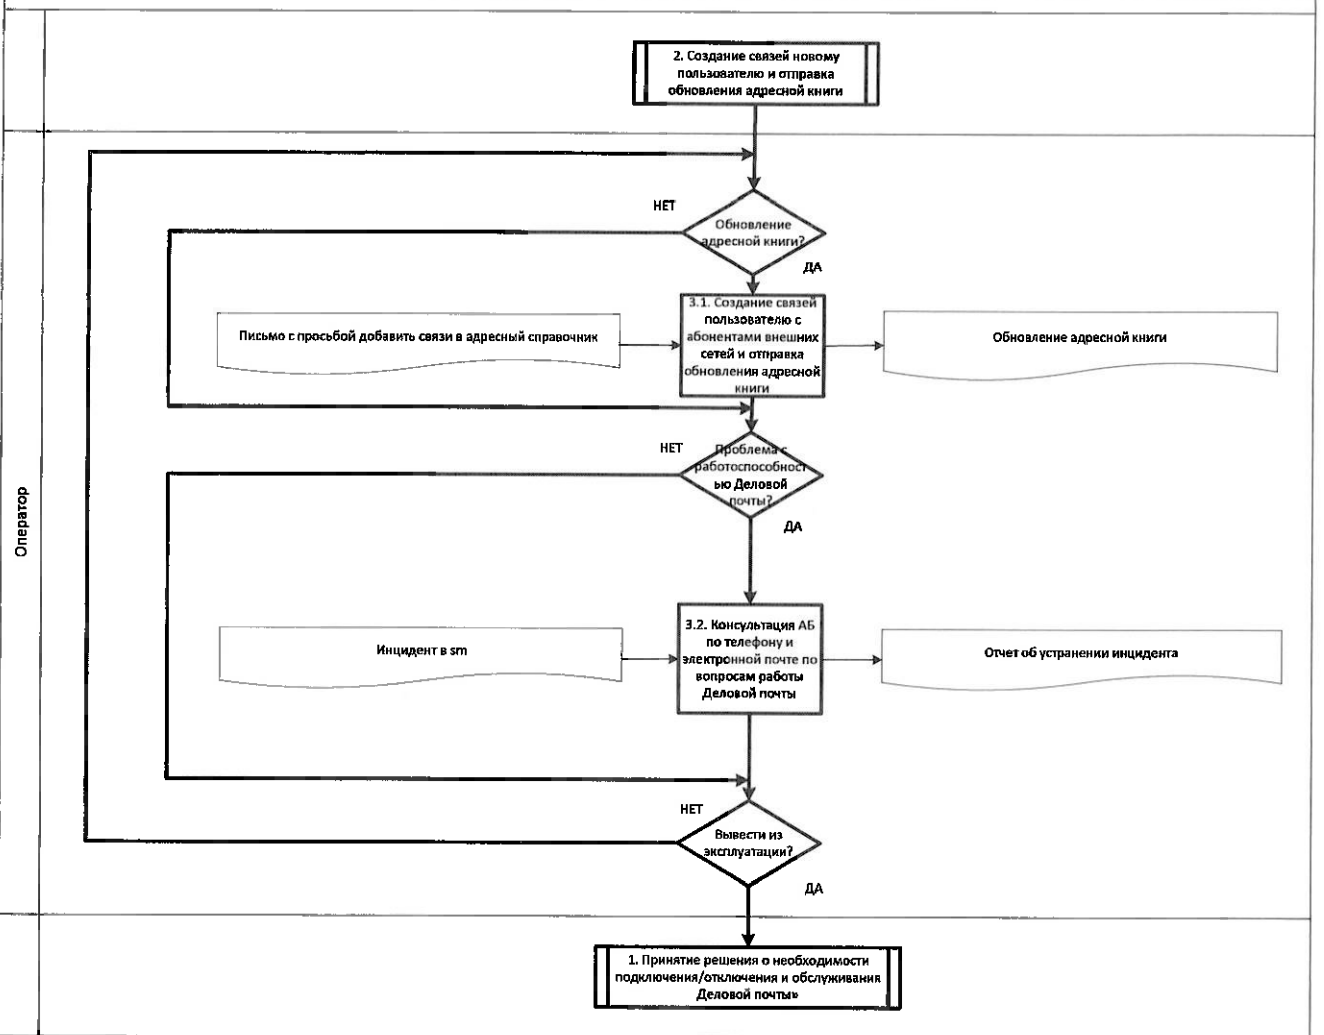 2. Создание связей новому
пользователю и отправка
обновления адресной книги
НЕТ
Обновление
адресной книги?
ДА
Письмо с просьбой добавить связи в адресный справочник
3.1. Создание связей
пользователю с
абонентами внешних
сетей и отправка
обновления адресной
книги
Обновление адресной книги
НЕТ
Проблема с
работоспособност
ью Деловой
почты?
ДА
Оператор
Инцидент в sm
3.2. Консультация АБ
по телефону и
электронной почте по
вопросам работы
Деловой почты
Отчет об устранении инцидента
НЕТ
Вывести из
эксплуатации?
ДА
1. Принятие решения о необходимости
подключения/отключения и обслуживания
Деловой почты»